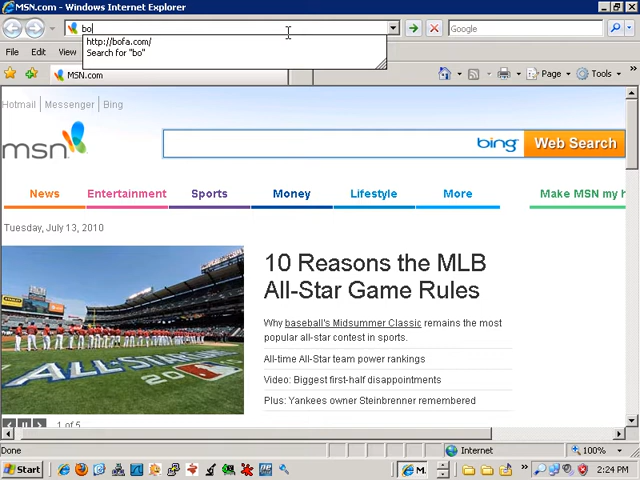 MSN.com - Windows Internet Explorer
bo
Google
http://bofa.com/
Search for "bo"
File Edit View
MSN.com
Page Tools
Hotmail Messenger Bing
msn
bing Web Search
News Entertainment Sports Money Lifestyle More Make MSN my h
Tuesday, July 13, 2010
10 Reasons the MLB
All-Star Game Rules
Why baseball's Midsummer Classic remains the most
popular all-star contest in sports.
All-time All-Star team power rankings
Video: Biggest first-half disappointments
Plus: Yankees owner Steinbrenner remembered
ALL STAR
1 of 5
Done Internet 100%
Start M. 2:24 PM